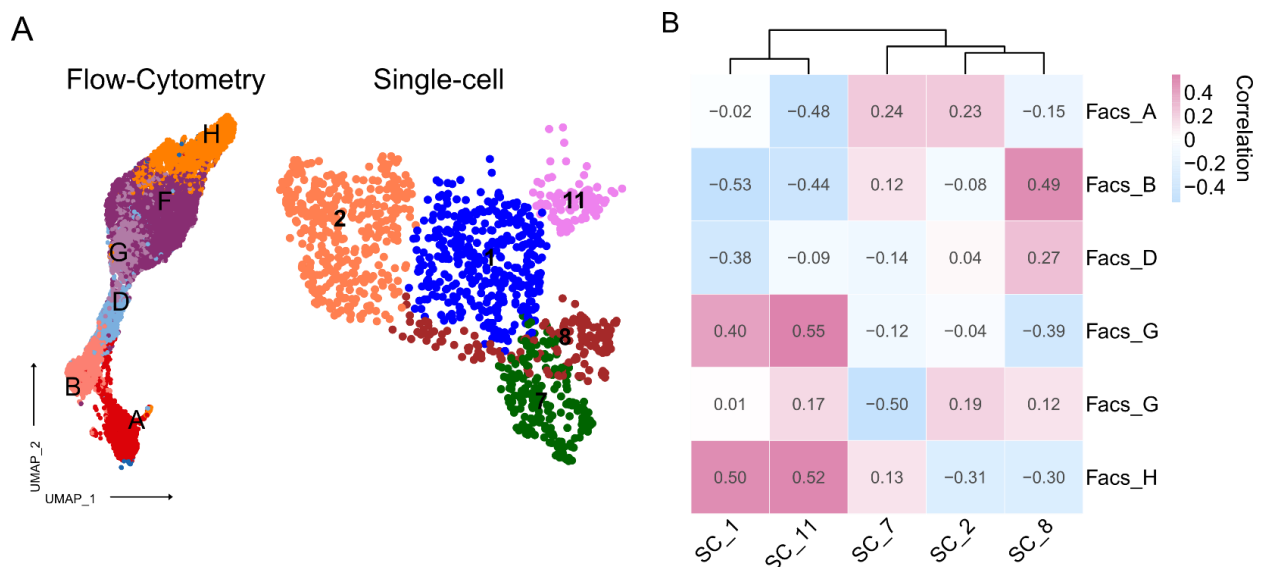 A
Flow-Cytometry
Single-cell
H
F
G
D
B
A
UMAP_2
UMAP_1
2
1
11
8
7
B
−0.02 −0.48 0.24 0.23 −0.15 Facs_A
−0.53 −0.44 0.12 −0.08 0.49 Facs_B
−0.38 −0.09 −0.14 0.04 0.27 Facs_D
0.40 0.55 −0.12 −0.04 −0.39 Facs_G
0.01 0.17 −0.50 0.19 0.12 Facs_G
0.50 0.52 0.13 −0.31 −0.30 Facs_H
SC_1 SC_11 SC_7 SC_2 SC_8
0.4
0.2
0
−0.2
−0.4
Correlation